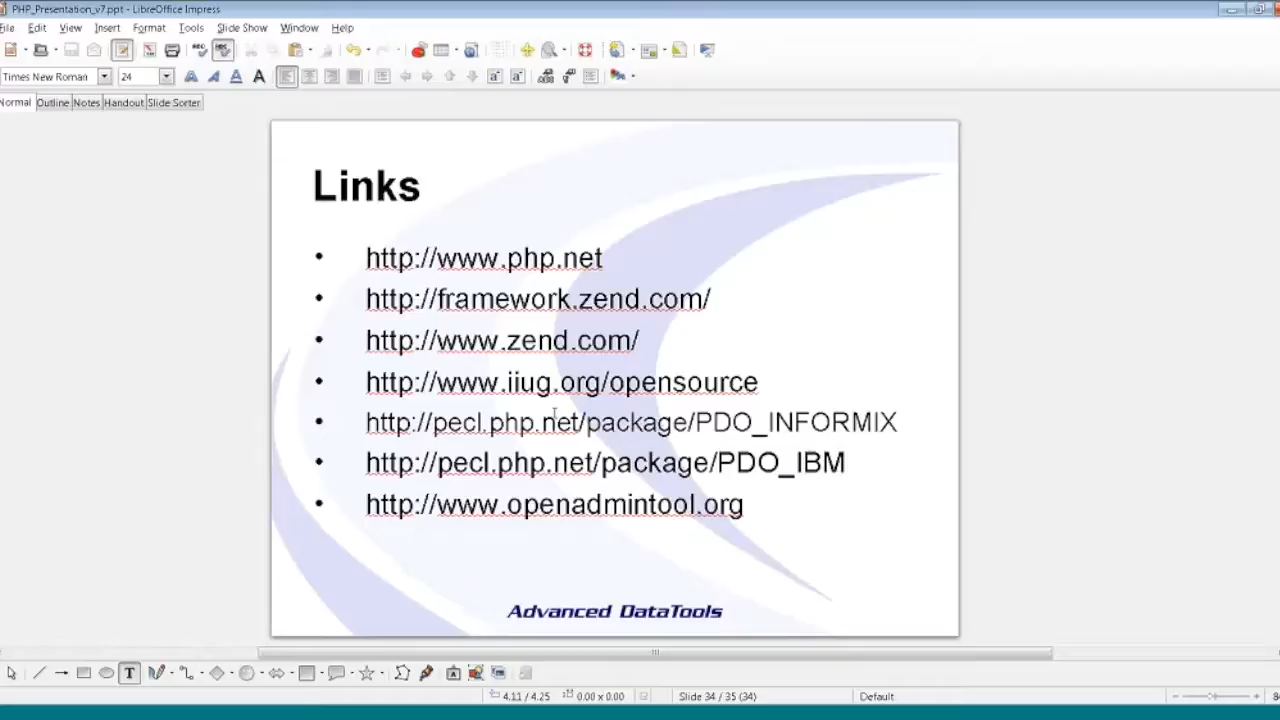 PHP_Presentation_v7.ppt - LibreOffice Impress
File Edit View Insert Format Tools Slide Show Window Help
Times New Roman 24
Normal Outline Notes Handout Slide Sorter
Links
• http://www.php.net
• http://framework.zend.com/
• http://www.zend.com/
• http://www.iiug.org/opensource
• http://pecl.php.net/package/PDO_INFORMIX
• http://pecl.php.net/package/PDO_IBM
• http://www.openadmintool.org
Advanced DataTools
4.11 / 4.25 0.00 x 0.00 Slide 34 / 35 (34) Default